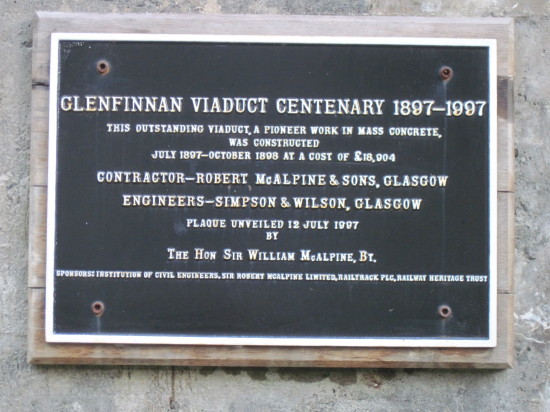 GLENFINNAN VIADUCT CENTENARY 1897–1997
THIS OUTSTANDING VIADUCT, A PIONEER WORK IN MASS CONCRETE,
WAS CONSTRUCTED
JULY 1897–OCTOBER 1898 AT A COST OF £18,904
CONTRACTOR–ROBERT McALPINE & SONS, GLASGOW
ENGINEERS–SIMPSON & WILSON, GLASGOW
PLAQUE UNVEILED 12 JULY 1997
BY
THE HON SIR WILLIAM McALPINE, BT.
SPONSORS: INSTITUTION OF CIVIL ENGINEERS, SIR ROBERT McALPINE LIMITED, RAILTRACK PLC, RAILWAY HERITAGE TRUST